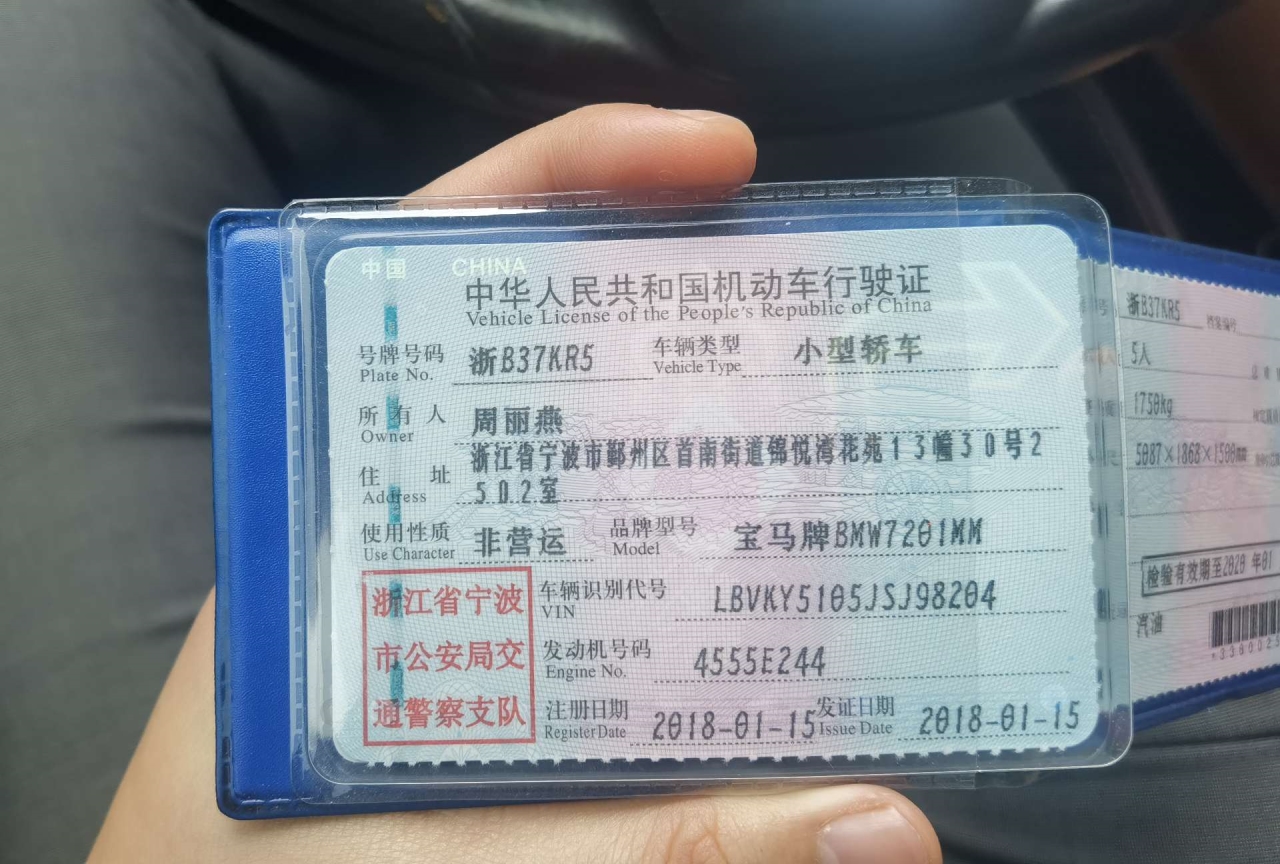 中国 CHINA
中华人民共和国机动车行驶证
Vehicle License of the People's Republic of China
号牌号码 浙B37KR5 车辆类型 小型轿车
Plate No. Vehicle Type
所有人 周丽燕
Owner
浙江省宁波市鄞州区首南街道锦悦湾花苑13幢30号2
住址 502室
Address
使用性质 非营运 品牌型号 宝马牌BMW7201MM
Use Character Model
浙江省宁波
市公安局交
通警察支队
车辆识别代号 LBVKY5105JSJ98204
VIN
发动机号码 4555E244
Engine No.
注册日期 2018-01-15 发证日期 2018-01-15
Register Date Issue Date
号 浙B37KR5 档案编号
5人
1750kg
5087×1868×1500mm
检验有效期至2020年01
汽油